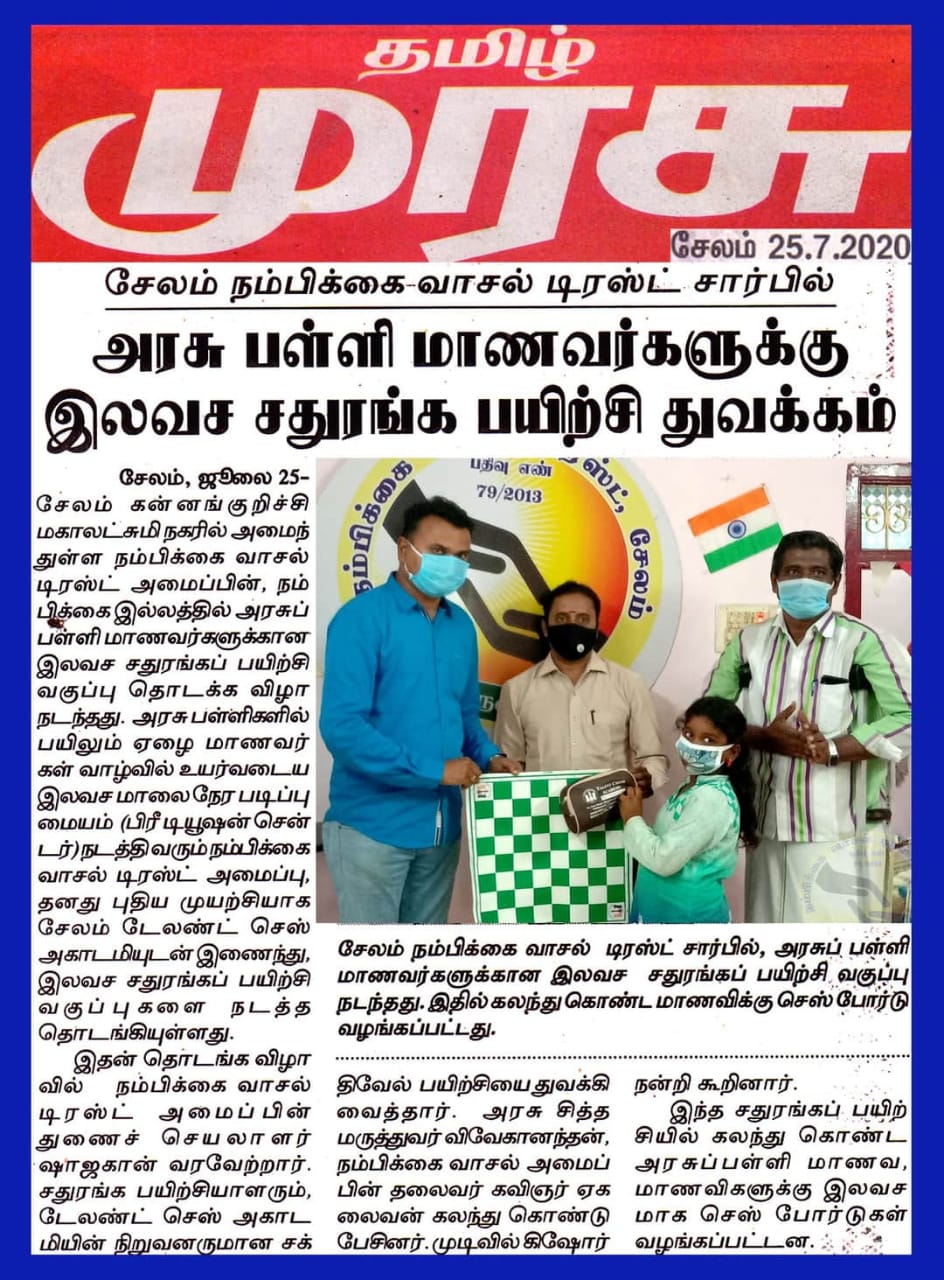 தமிழ்
முரசு
சேலம் 25.7.2020
சேலம் நம்பிக்கை-வாசல் டிரஸ்ட் சார்பில்
அரசு பள்ளி மாணவர்களுக்கு
இலவச சதுரங்க பயிற்சி துவக்கம்
சேலம், ஜூலை 25-
சேலம் கன்னங்குறிச்சி
மகாலட்சுமி நகரில் அமைந்
துள்ள நம்பிக்கை வாசல்
டிரஸ்ட் அமைப்பின், நம்
பிக்கை இல்லத்தில் அரசுப்
பள்ளி மாணவர்களுக்கான
இலவச சதுரங்கப் பயிற்சி
வகுப்பு தொடக்க விழா
நடந்தது. அரசு பள்ளிகளில்
பயிலும் ஏழை மாணவர்
கள் வாழ்வில் உயர்வடைய
இலவச மாலை நேர படிப்பு
மையம் (பிரீ டியூஷன் சென்
டர்) நடத்தி வரும் நம்பிக்கை
வாசல் டிரஸ்ட் அமைப்பு,
தனது புதிய முயற்சியாக
சேலம் டேலண்ட் செஸ்
அகாடமியுடன் இணைந்து,
இலவச சதுரங்கப் பயிற்சி
வகுப்புகளை நடத்த
தொடங்கியுள்ளது.
இதன் தொடங்க விழா
வில் நம்பிக்கை வாசல்
டிரஸ்ட் அமைப்பின்
துணைச் செயலாளர்
ஷாஜகான் வரவேற்றார்.
சதுரங்க பயிற்சியாளரும்,
டேலண்ட் செஸ் அகாட
மியின் நிறுவனருமான சக்
பதிவு எண்
79/2013
நம்பிக்கை
ரஸ்ட், சேலம்
சேலம் நம்பிக்கை வாசல் டிரஸ்ட் சார்பில், அரசுப் பள்ளி
மாணவர்களுக்கான இலவச சதுரங்கப் பயிற்சி வகுப்பு
நடந்தது. இதில் கலந்து கொண்ட மாணவிக்கு செஸ் போர்டு
வழங்கப்பட்டது.
திவேல் பயிற்சியை துவக்கி
வைத்தார். அரசு சித்த
மருத்துவர் விவேகானந்தன்,
நம்பிக்கை வாசல் அமைப்
பின் தலைவர் கவிஞர் ஏக
லைவன் கலந்து கொண்டு
பேசினர். முடிவில் கிஷோர்
நன்றி கூறினார்.
இந்த சதுரங்கப் பயிற்
சியில் கலந்து கொண்ட
அரசுப்பள்ளி மாணவ,
மாணவிகளுக்கு இலவச
மாக செஸ் போர்டுகள்
வழங்கப்பட்டன.